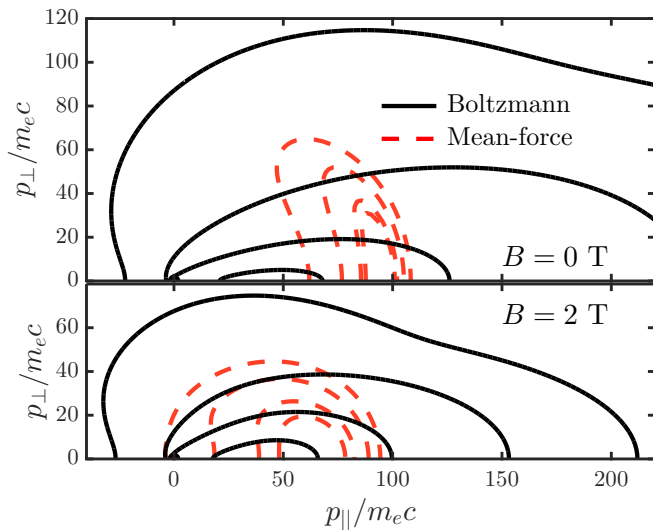 120
100
80
60
40
20
0
p⊥/mₑc
Boltzmann
Mean-force
B = 0 T
60
40
20
0
p⊥/mₑc
B = 2 T
0 50 100 150 200
p||/mₑc